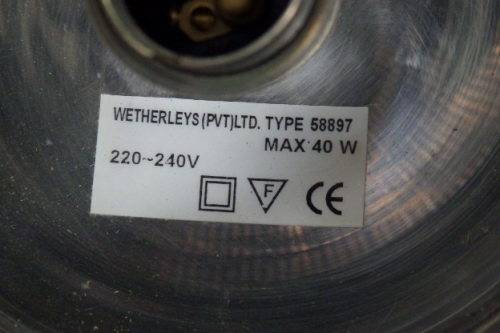 WETHERLEYS(PVT)LTD. TYPE 58897
MAX 40 W
220~240V
F CE